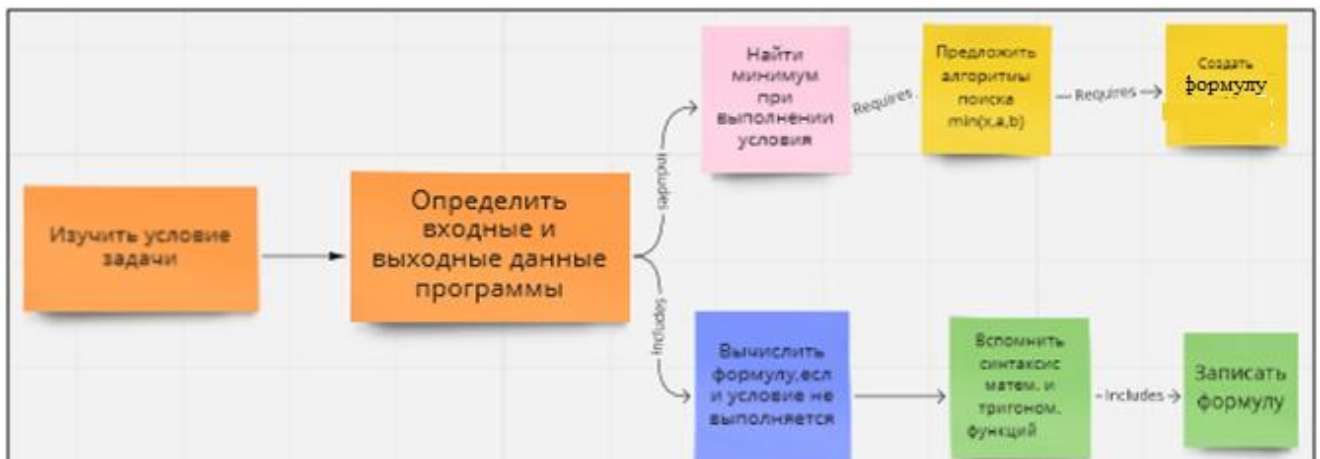 Изучить условие
задачи
Определить
входные и
выходные данные
программы
includes
Найти
минимум
при
выполнении
условия
Requires
Предложить
алгоритмы
поиска
min(x,a,b)
Requires
Создать
формулу
Includes
Вычислить
формулу,есл
и условие не
выполняется
Вспомнить
синтаксис
матем. и
тригоном.
функций
Includes
Записать
формулу